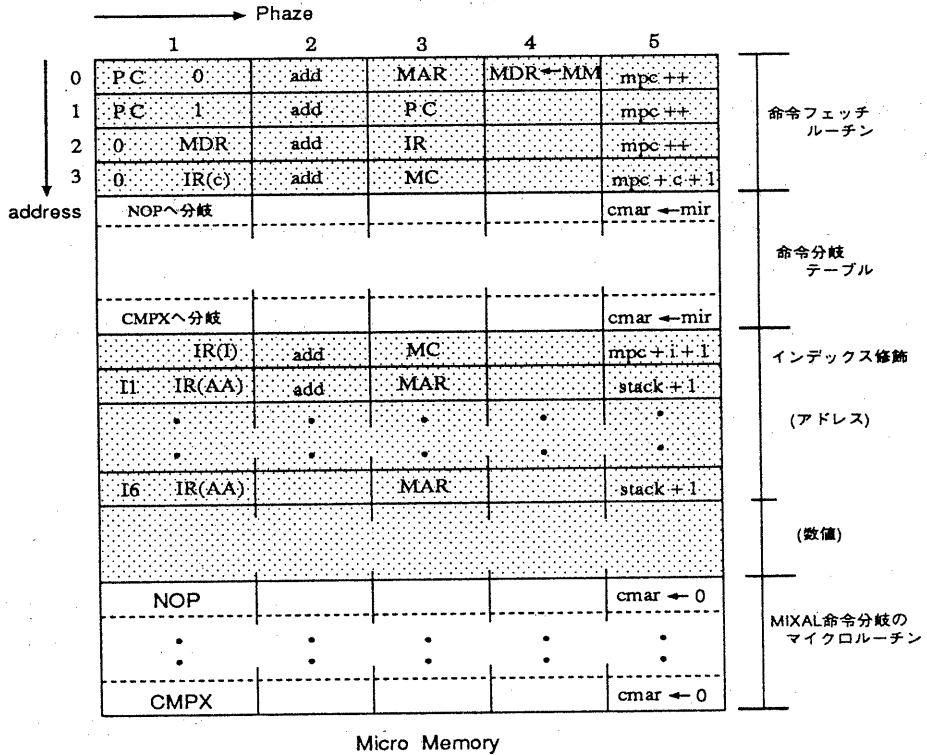 Phaze
1 2 3 4 5
0 PC 0 add MAR MDR←MM mpc ++
1 PC 1 add PC mpc ++
2 0 MDR add IR mpc ++
3 0 IR(c) add MC mpc + c + 1
address
命令フェッチ
ルーチン
NOPへ分岐 cmar ←mir
命令分岐
テーブル
CMPXへ分岐 cmar ←mir
IR(I) add MC mpc + i + 1
インデックス修飾
I1 IR(AA) add MAR stack + 1
(アドレス)
I6 IR(AA) MAR stack + 1
(数値)
NOP cmar ← 0
MIXAL命令分岐の
マイクロルーチン
CMPX cmar ← 0
Micro Memory